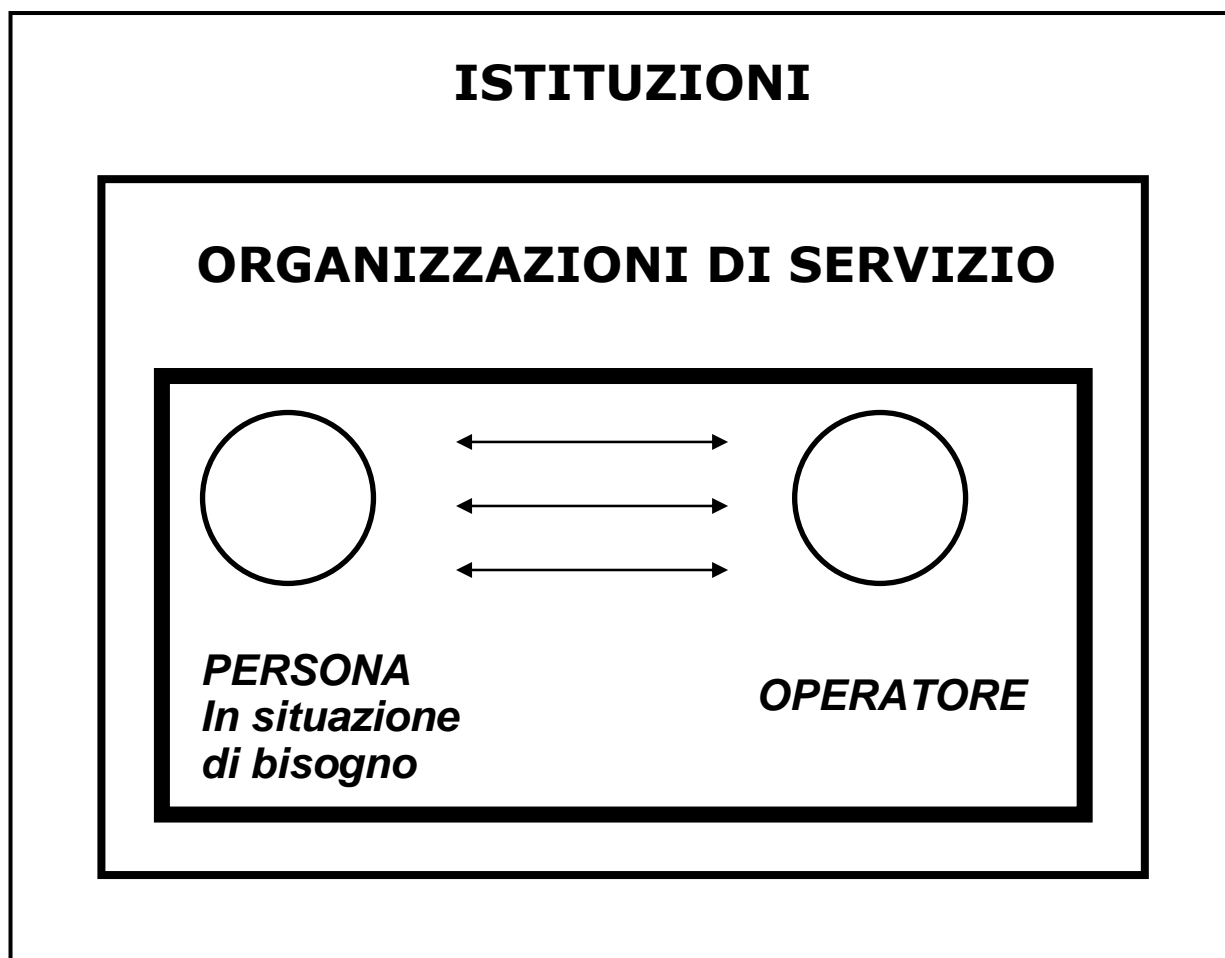 ISTITUZIONI
ORGANIZZAZIONI DI SERVIZIO
PERSONA
In situazione
di bisogno
OPERATORE